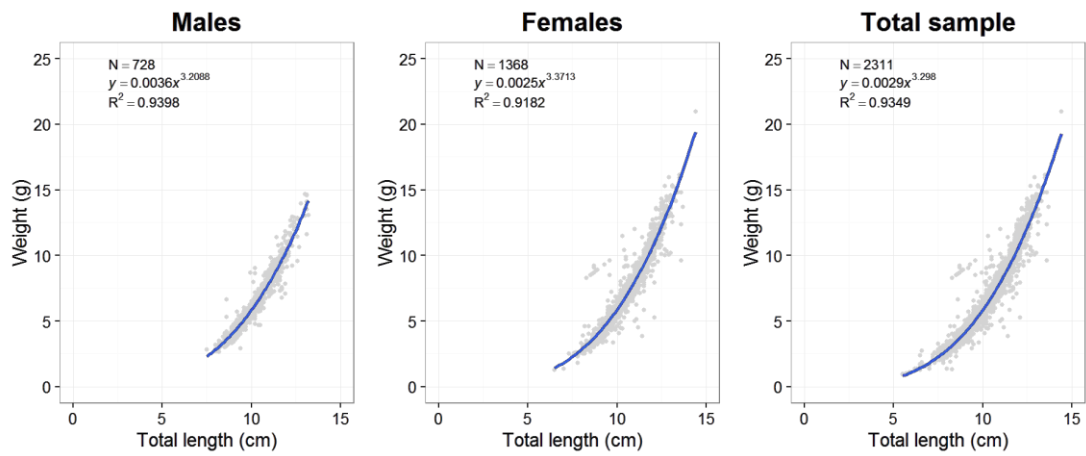 Males
25
20
15
10
5
0
Weight (g)
N = 728
y = 0.0036x^3.2088
R² = 0.9398
0 5 10 15
Total length (cm)
Females
25
20
15
10
5
0
Weight (g)
N = 1368
y = 0.0025x^3.3713
R² = 0.9182
0 5 10 15
Total length (cm)
Total sample
25
20
15
10
5
0
Weight (g)
N = 2311
y = 0.0029x^3.298
R² = 0.9349
0 5 10 15
Total length (cm)